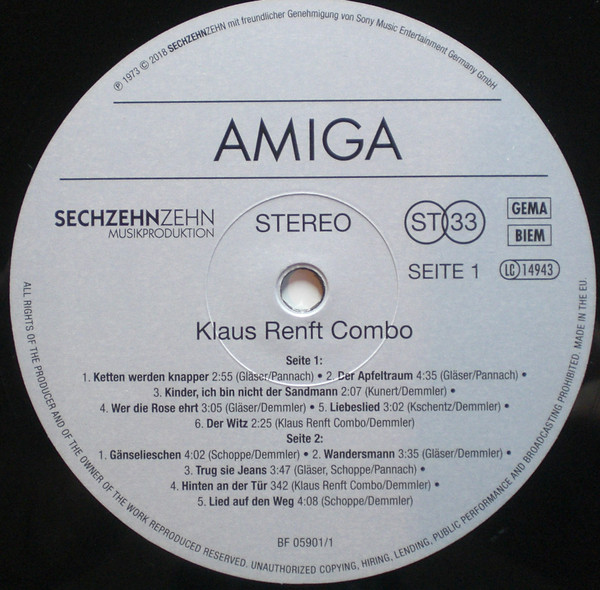 ℗ 1973 © 2018 SECHZEHNZEHN mit freundlicher Genehmigung von Sony Music Entertainment Germany GmbH
AMIGA
SECHZEHNZEHN
MUSIKPRODUKTION
STEREO
ST 33
GEMA
BIEM
SEITE 1
LC 14943
Klaus Renft Combo
Seite 1:
1. Ketten werden knapper 2:55 (Gläser/Pannach) • 2. Der Apfeltraum 4:35 (Gläser/Pannach) •
3. Kinder, ich bin nicht der Sandmann 2:07 (Kunert/Demmler) •
4. Wer die Rose ehrt 3:05 (Gläser/Demmler) • 5. Liebeslied 3:02 (Kschentz/Demmler) •
6. Der Witz 2:25 (Klaus Renft Combo/Demmler)
Seite 2:
1. Gänselieschen 4:02 (Schoppe/Demmler) • 2. Wandersmann 3:35 (Gläser/Demmler) •
3. Trug sie Jeans 3:47 (Gläser, Schoppe/Pannach) •
4. Hinten an der Tür 342 (Klaus Renft Combo/Demmler) •
5. Lied auf den Weg 4:08 (Schoppe/Demmler)
BF 05901/1
ALL RIGHTS OF THE PRODUCER AND OF THE OWNER OF THE WORK REPRODUCED RESERVED. UNAUTHORIZED COPYING, HIRING, LENDING, PUBLIC PERFORMANCE AND BROADCASTING PROHIBITED. MADE IN THE EU.